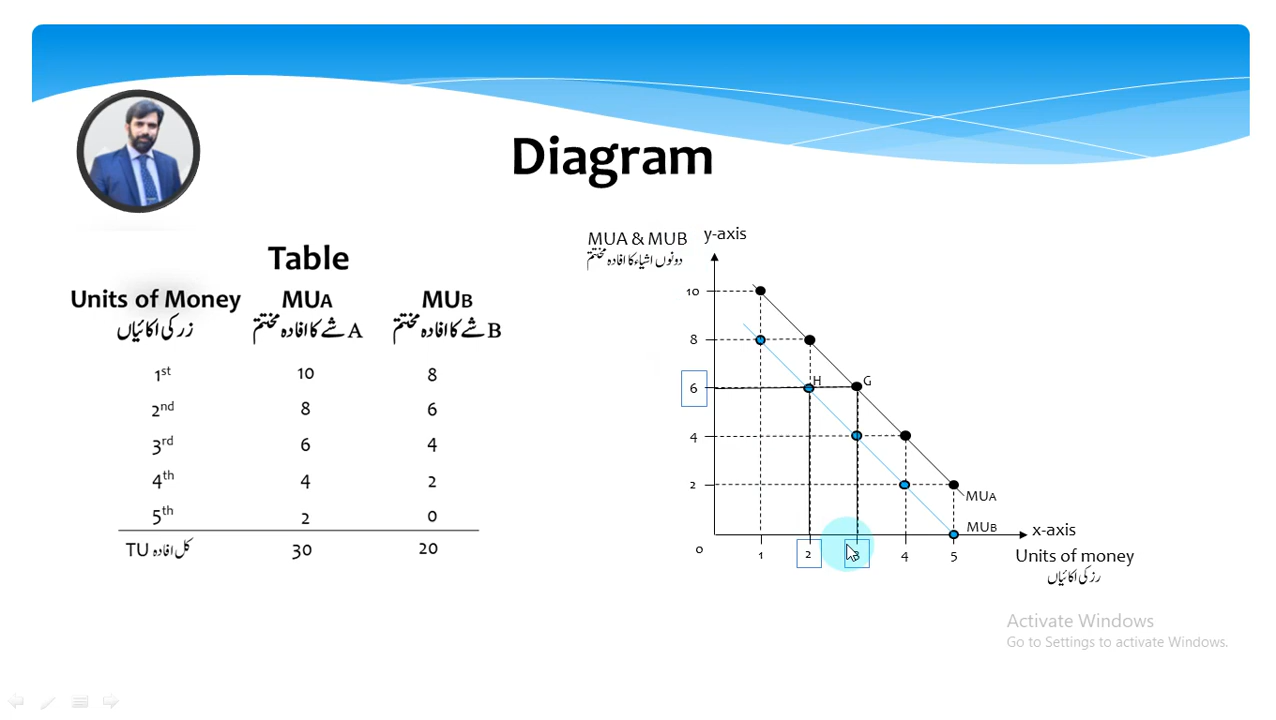 Diagram
Table
Units of Money MUA MUB
زر کی اکائیاں A شے کا افادہ مختتم B شے کا افادہ مختتم
1st 10 8
2nd 8 6
3rd 6 4
4th 4 2
5th 2 0
TU کل افادہ 30 20
MUA & MUB y-axis
دونوں اشیاء کا افادہ مختتم
10
8
6 H G
4
2
MUA
MUB
x-axis
0 1 2 3 4 5
Units of money
رز کی اکائیاں
Activate Windows
Go to Settings to activate Windows.